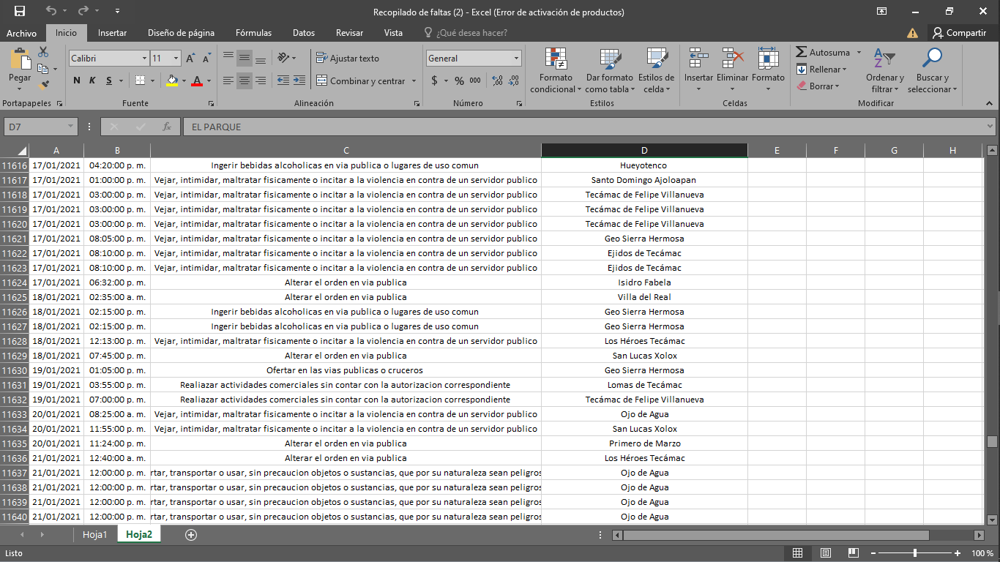 Recopilado de faltas (2) - Excel (Error de activación de productos)
Archivo Inicio Insertar Diseño de página Fórmulas Datos Revisar Vista ¿Qué desea hacer? Compartir
Pegar
Calibri 11
N K S
Ajustar texto
Combinar y centrar
General
$ % 000
Formato condicional
Dar formato como tabla
Estilos de celda
Insertar Eliminar Formato
Autosuma
Rellenar
Borrar
Ordenar y filtrar
Buscar y seleccionar
Portapapeles Fuente Alineación Número Estilos Celdas Modificar
D7 fx EL PARQUE
A B C D E F G H
11616 17/01/2021 04:20:00 p. m. Ingerir bebidas alcoholicas en via publica o lugares de uso comun Hueyotenco
11617 17/01/2021 01:00:00 p. m. Vejar, intimidar, maltratar fisicamente o incitar a la violencia en contra de un servidor publico Santo Domingo Ajoloapan
11618 17/01/2021 03:00:00 p. m. Vejar, intimidar, maltratar fisicamente o incitar a la violencia en contra de un servidor publico Tecámac de Felipe Villanueva
11619 17/01/2021 03:00:00 p. m. Vejar, intimidar, maltratar fisicamente o incitar a la violencia en contra de un servidor publico Tecámac de Felipe Villanueva
11620 17/01/2021 03:00:00 p. m. Vejar, intimidar, maltratar fisicamente o incitar a la violencia en contra de un servidor publico Tecámac de Felipe Villanueva
11621 17/01/2021 08:05:00 p. m. Vejar, intimidar, maltratar fisicamente o incitar a la violencia en contra de un servidor publico Geo Sierra Hermosa
11622 17/01/2021 08:10:00 p. m. Vejar, intimidar, maltratar fisicamente o incitar a la violencia en contra de un servidor publico Ejidos de Tecámac
11623 17/01/2021 08:10:00 p. m. Vejar, intimidar, maltratar fisicamente o incitar a la violencia en contra de un servidor publico Ejidos de Tecámac
11624 17/01/2021 06:32:00 p. m. Alterar el orden en via publica Isidro Fabela
11625 18/01/2021 02:35:00 a. m. Alterar el orden en via publica Villa del Real
11626 18/01/2021 02:15:00 p. m. Ingerir bebidas alcoholicas en via publica o lugares de uso comun Geo Sierra Hermosa
11627 18/01/2021 02:15:00 p. m. Ingerir bebidas alcoholicas en via publica o lugares de uso comun Geo Sierra Hermosa
11628 18/01/2021 12:13:00 p. m. Vejar, intimidar, maltratar fisicamente o incitar a la violencia en contra de un servidor publico Los Héroes Tecámac
11629 18/01/2021 07:45:00 p. m. Alterar el orden en via publica San Lucas Xolox
11630 19/01/2021 01:05:00 p. m. Ofertar en las vias publicas o cruceros Geo Sierra Hermosa
11631 19/01/2021 03:55:00 p. m. Realiazar actividades comerciales sin contar con la autorizacion correspondiente Lomas de Tecámac
11632 19/01/2021 07:00:00 p. m. Realiazar actividades comerciales sin contar con la autorizacion correspondiente Tecámac de Felipe Villanueva
11633 20/01/2021 08:25:00 a. m. Vejar, intimidar, maltratar fisicamente o incitar a la violencia en contra de un servidor publico Ojo de Agua
11634 20/01/2021 11:55:00 p. m. Vejar, intimidar, maltratar fisicamente o incitar a la violencia en contra de un servidor publico San Lucas Xolox
11635 20/01/2021 11:24:00 p. m. Alterar el orden en via publica Primero de Marzo
11636 21/01/2021 12:40:00 a. m. Alterar el orden en via publica Los Héroes Tecámac
11637 21/01/2021 12:00:00 p. m. rtar, transportar o usar, sin precaucion objetos o sustancias, que por su naturaleza sean peligros Ojo de Agua
11638 21/01/2021 12:00:00 p. m. rtar, transportar o usar, sin precaucion objetos o sustancias, que por su naturaleza sean peligros Ojo de Agua
11639 21/01/2021 12:00:00 p. m. rtar, transportar o usar, sin precaucion objetos o sustancias, que por su naturaleza sean peligros Ojo de Agua
11640 21/01/2021 12:00:00 p. m. rtar, transportar o usar, sin precaucion objetos o sustancias, que por su naturaleza sean peligros Ojo de Agua
Hoja1 Hoja2
Listo 100 %